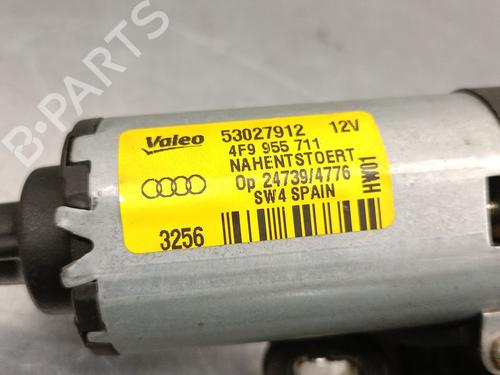 Valeo 53027912 12V
4F9 955 711
NAHENTSTOERT
Op 24739/4776
SW4 SPAIN
HW01
3256
B-PARTS